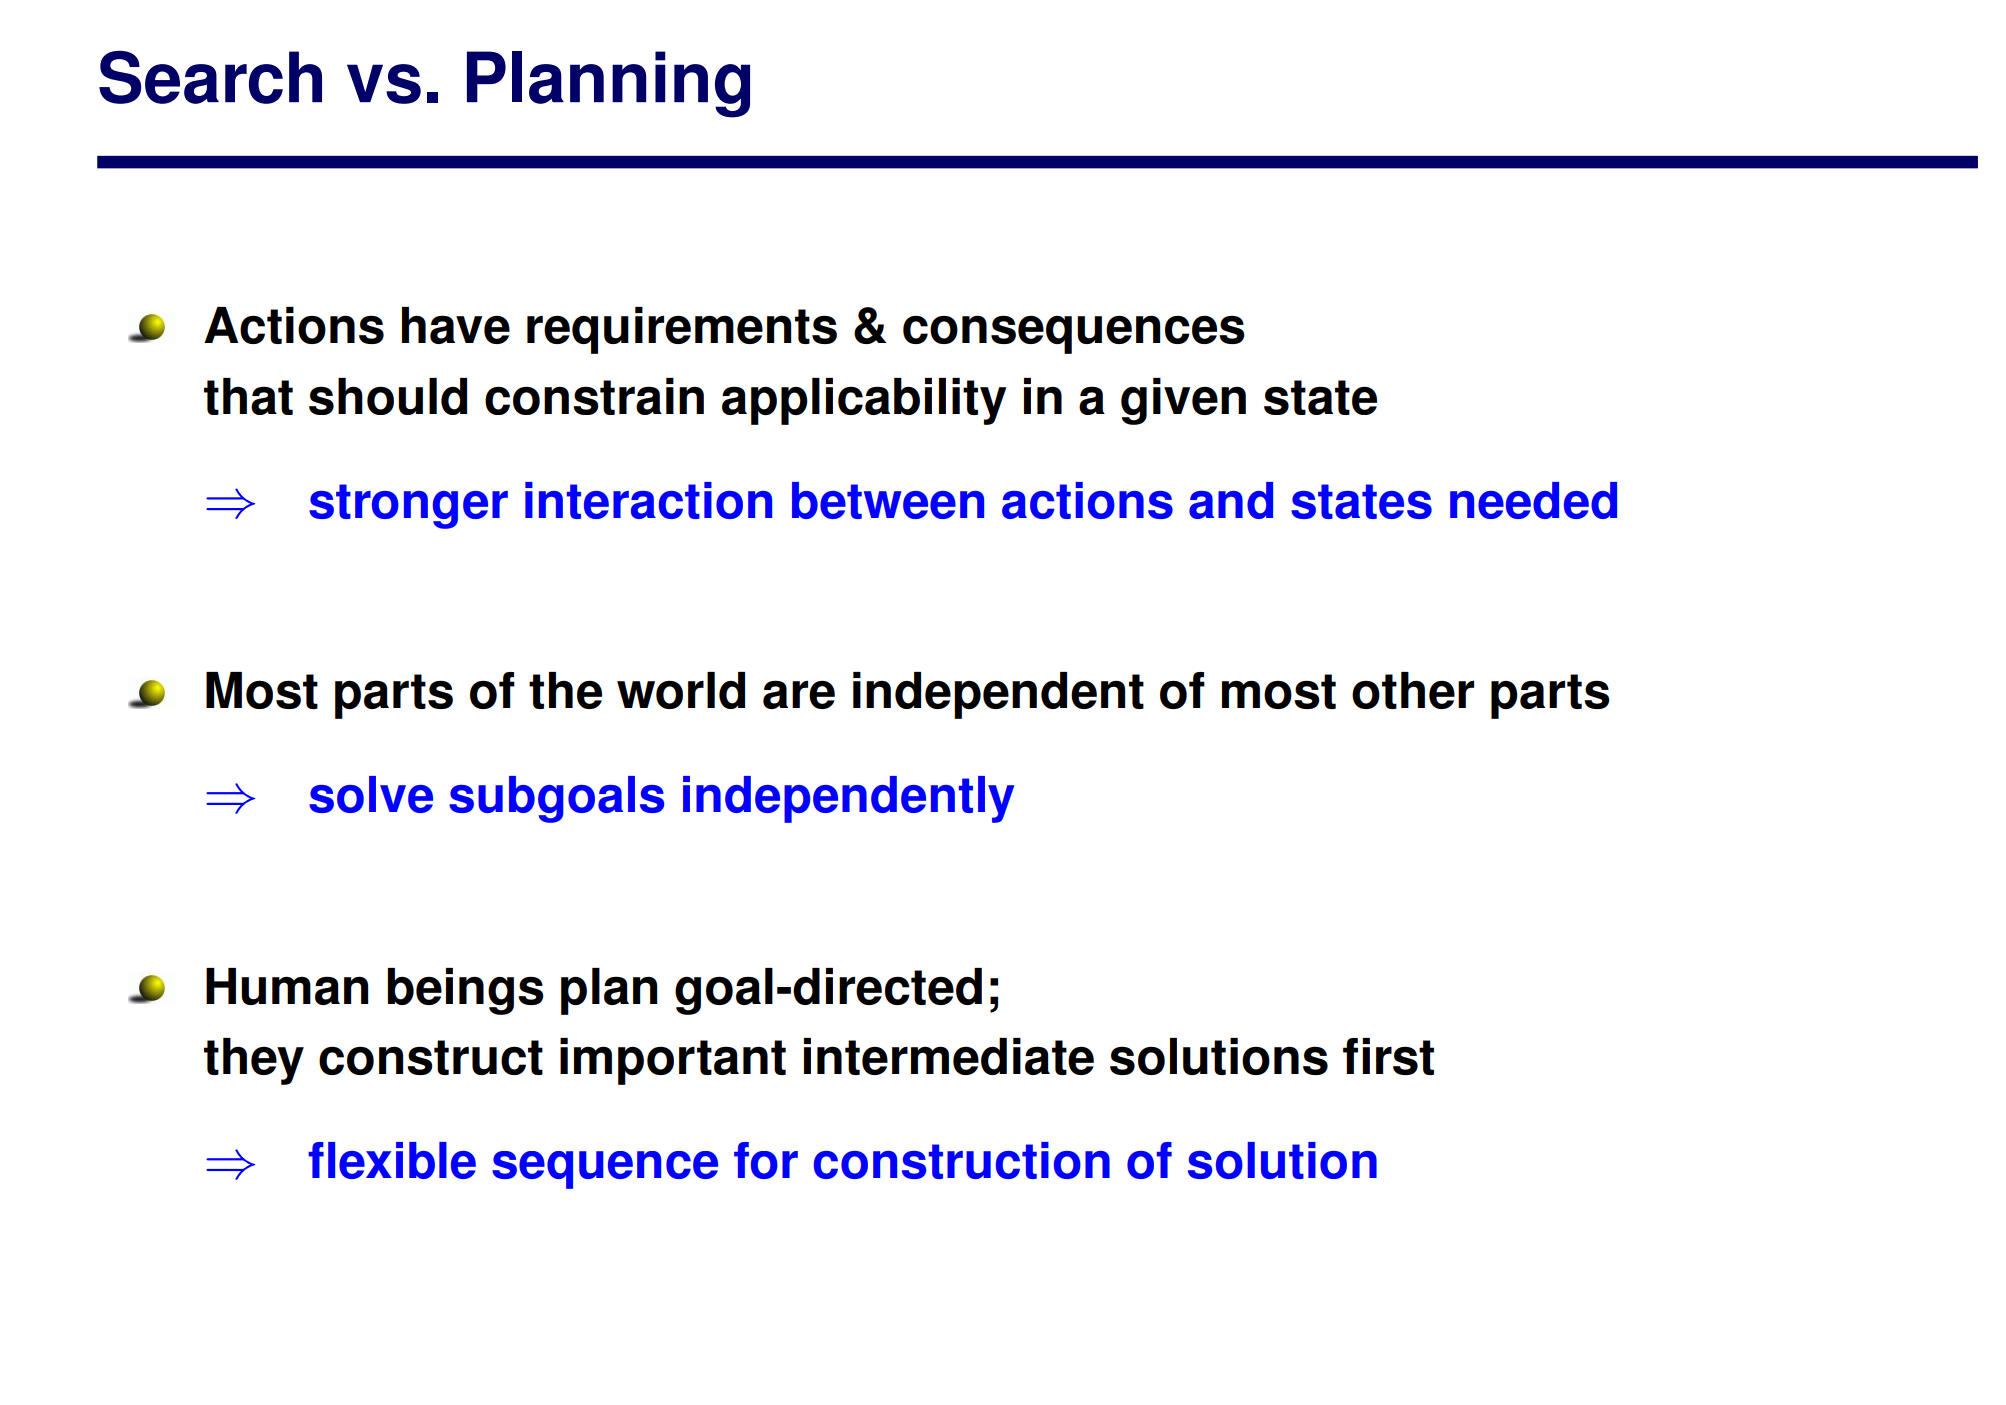 Search vs. Planning
Actions have requirements & consequences
that should constrain applicability in a given state
⇒ stronger interaction between actions and states needed
Most parts of the world are independent of most other parts
⇒ solve subgoals independently
Human beings plan goal-directed;
they construct important intermediate solutions first
⇒ flexible sequence for construction of solution